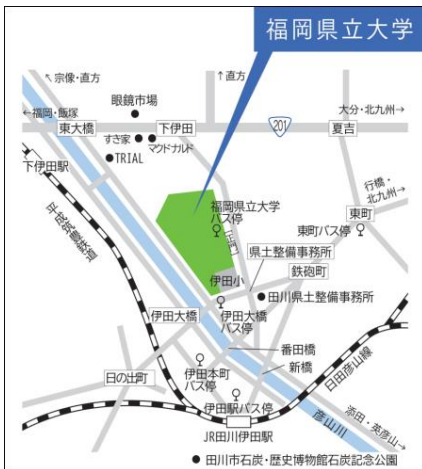 福岡県立大学
↖宗像・直方
↑直方
眼鏡市場
←福岡・飯塚
大分・北九州→
東大橋
すき家
下伊田
201
夏吉
マクドナルド
TRIAL
下伊田駅
行橋・
北九州→
平成筑豊鉄道
福岡県立大学
バス停
正門
東町
東町バス停
県土整備事務所
伊田小
鉄砲町
田川県土整備事務所
伊田大橋
伊田大橋
バス停
番田橋
日田彦山線
新橋
伊田本町
バス停
日の出町
彦山川
伊田駅バス停
添田・英彦山→
JR田川伊田駅
田川市石炭・歴史博物館石炭記念公園